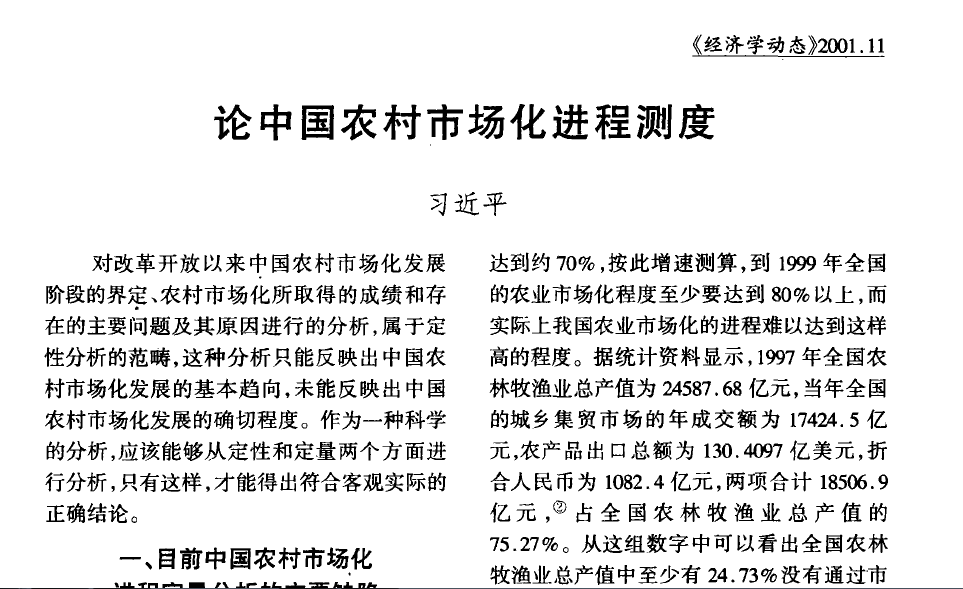 《经济学动态》2001.11
论中国农村市场化进程测度
习近平
对改革开放以来中国农村市场化发展
阶段的界定、农村市场化所取得的成绩和存
在的主要问题及其原因进行的分析,属于定
性分析的范畴,这种分析只能反映出中国农
村市场化发展的基本趋向,未能反映出中国
农村市场化发展的确切程度。作为一种科学
的分析,应该能够从定性和定量两个方面进
行分析,只有这样,才能得出符合客观实际的
正确结论。
一、目前中国农村市场化
进程定量分析的主要缺陷
达到约70%,按此增速测算,到1999年全国
的农业市场化程度至少要达到80%以上,而
实际上我国农业市场化的进程难以达到这样
高的程度。据统计资料显示,1997年全国农
林牧渔业总产值为24587.68亿元,当年全国
的城乡集贸市场的年成交额为17424.5亿
元,农产品出口总额为130.4097亿美元,折
合人民币为1082.4亿元,两项合计18506.9
亿元,②占全国农林牧渔业总产值的
75.27%。从这组数字中可以看出全国农林
牧渔业总产值中至少有24.73%没有通过市